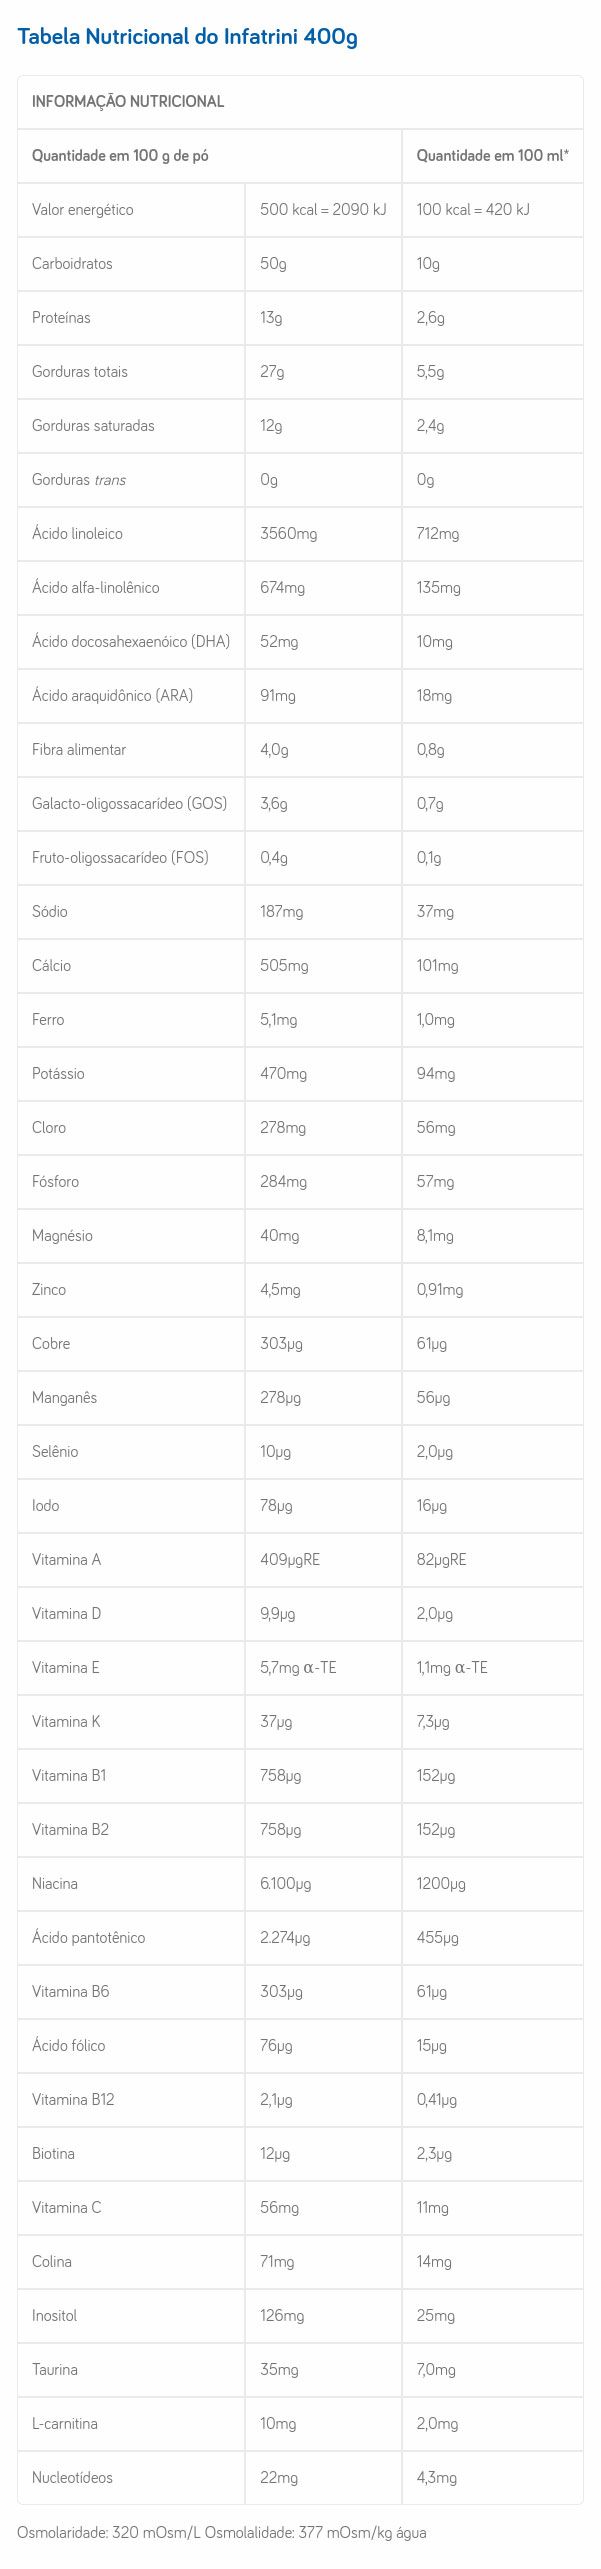 Tabela Nutricional do Infatrini 400g
INFORMAÇÃO NUTRICIONAL
Quantidade em 100 g de pó Quantidade em 100 ml*
Valor energético 500 kcal = 2090 kJ 100 kcal = 420 kJ
Carboidratos 50g 10g
Proteínas 13g 2,6g
Gorduras totais 27g 5,5g
Gorduras saturadas 12g 2,4g
Gorduras trans 0g 0g
Ácido linoleico 3560mg 712mg
Ácido alfa-linolênico 674mg 135mg
Ácido docosahexaenóico (DHA) 52mg 10mg
Ácido araquidônico (ARA) 91mg 18mg
Fibra alimentar 4,0g 0,8g
Galacto-oligossacarídeo (GOS) 3,6g 0,7g
Fruto-oligossacarídeo (FOS) 0,4g 0,1g
Sódio 187mg 37mg
Cálcio 505mg 101mg
Ferro 5,1mg 1,0mg
Potássio 470mg 94mg
Cloro 278mg 56mg
Fósforo 284mg 57mg
Magnésio 40mg 8,1mg
Zinco 4,5mg 0,91mg
Cobre 303µg 61µg
Manganês 278µg 56µg
Selênio 10µg 2,0µg
Iodo 78µg 16µg
Vitamina A 409µgRE 82µgRE
Vitamina D 9,9µg 2,0µg
Vitamina E 5,7mg α-TE 1,1mg α-TE
Vitamina K 37µg 7,3µg
Vitamina B1 758µg 152µg
Vitamina B2 758µg 152µg
Niacina 6.100µg 1200µg
Ácido pantotênico 2.274µg 455µg
Vitamina B6 303µg 61µg
Ácido fólico 76µg 15µg
Vitamina B12 2,1µg 0,41µg
Biotina 12µg 2,3µg
Vitamina C 56mg 11mg
Colina 71mg 14mg
Inositol 126mg 25mg
Taurina 35mg 7,0mg
L-carnitina 10mg 2,0mg
Nucleotídeos 22mg 4,3mg
Osmolaridade: 320 mOsm/L Osmolalidade: 377 mOsm/kg água